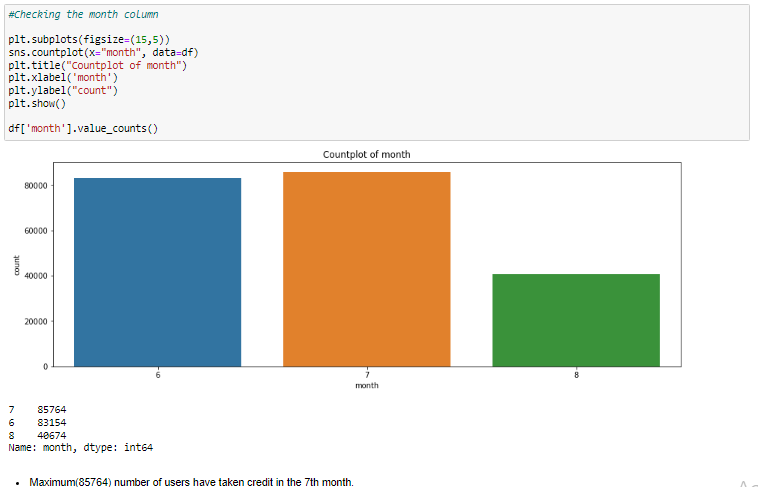 #Checking the month column
plt.subplots(figsize=(15,5))
sns.countplot(x="month", data=df)
plt.title("Countplot of month")
plt.xlabel('month')
plt.ylabel("count")
plt.show()
df['month'].value_counts()
Countplot of month
80000
60000
40000
20000
0
count
6 7 8
month
7 85764
6 83154
8 40674
Name: month, dtype: int64
• Maximum(85764) number of users have taken credit in the 7th month.